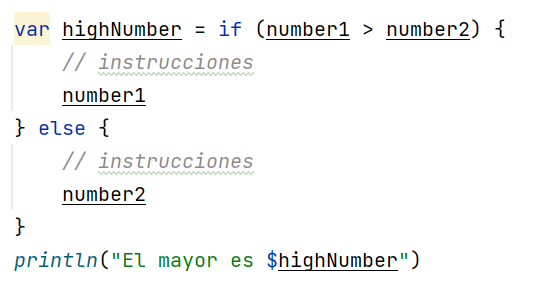 var highNumber = if (number1 > number2) {
    // instrucciones
    number1
} else {
    // instrucciones
    number2
}
println("El mayor es $highNumber")